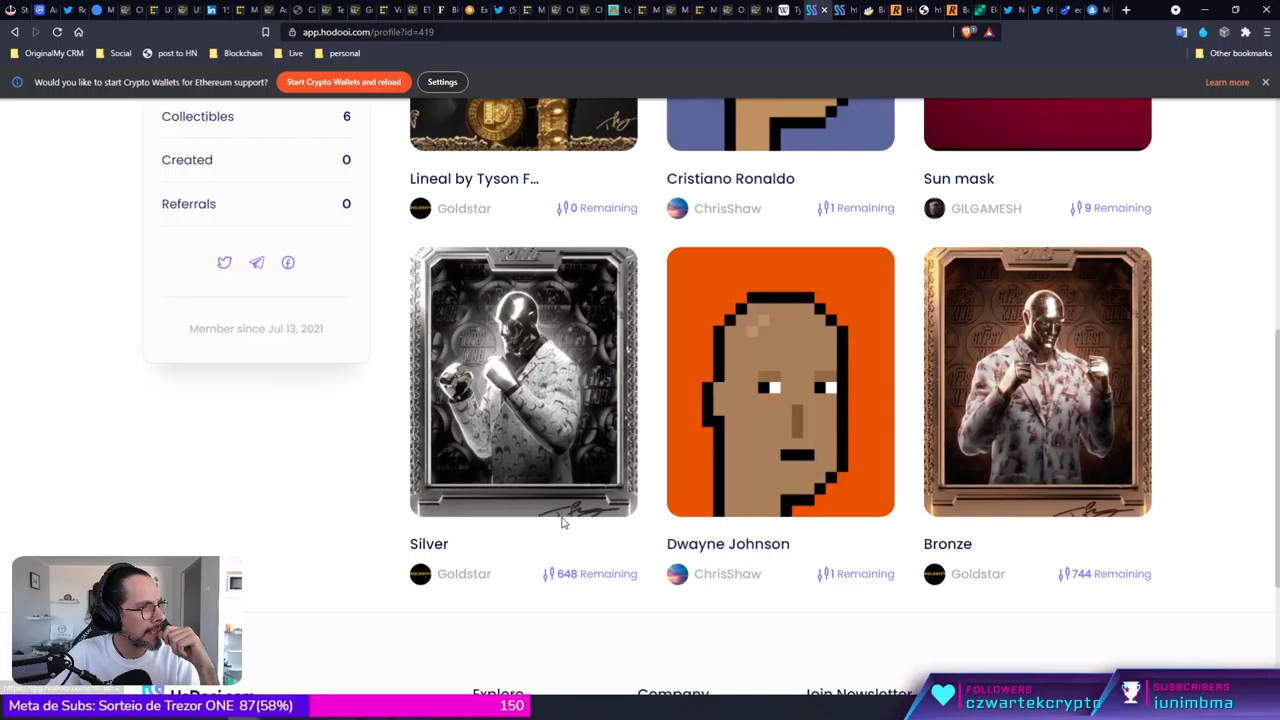 app.hodooi.com/profile?id=419
OriginalMy CRM
Social
post to HN
Blockchain
Live
personal
Other bookmarks
Would you like to start Crypto Wallets for Ethereum support?
Start Crypto Wallets and reload
Settings
Learn more
Collectibles 6
Created 0
Referrals 0
Member since Jul 13, 2021
Lineal by Tyson F...
Goldstar
0 Remaining
Cristiano Ronaldo
ChrisShaw
1 Remaining
Sun mask
GILGAMESH
9 Remaining
Silver
Goldstar
648 Remaining
Dwayne Johnson
ChrisShaw
1 Remaining
Bronze
Goldstar
744 Remaining
HoDooi.com
Explore
Company
Join Newsletter
Meta de Subs: Sorteio de Trezor ONE 87(58%)
150
FOLLOWERS
czwartekcrypto
SUBSCRIBERS
junimbma